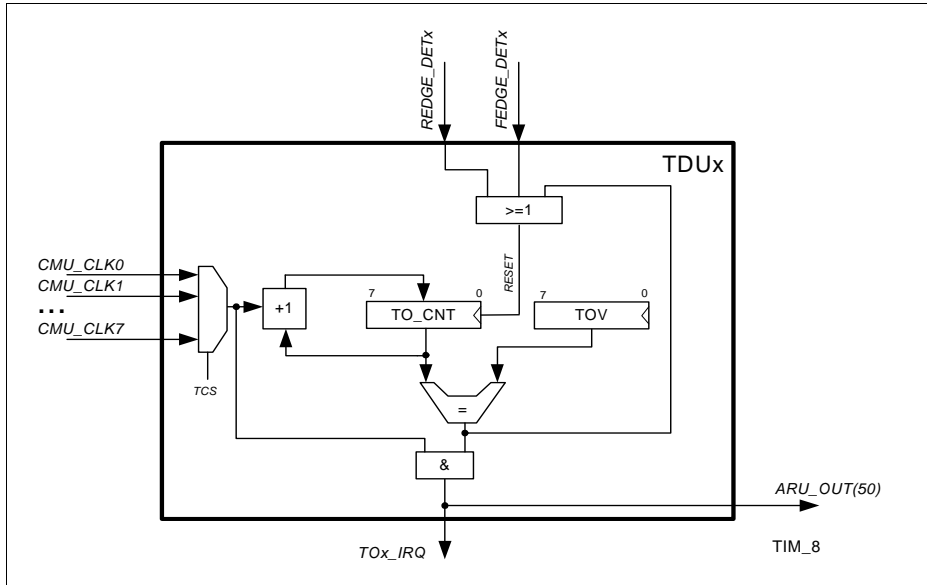 REDGE_DETx
FEDGE_DETx
TDUx
>=1
CMU_CLK0
CMU_CLK1
...
CMU_CLK7
TCS
+1
7 0
TO_CNT
RESET
7 0
TOV
=
&
ARU_OUT(50)
TOx_IRQ
TIM_8